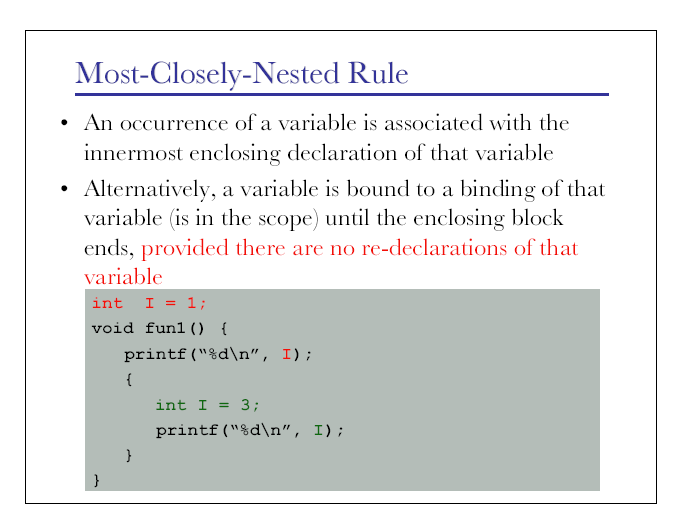 Most-Closely-Nested Rule
• An occurrence of a variable is associated with the
innermost enclosing declaration of that variable
• Alternatively, a variable is bound to a binding of that
variable (is in the scope) until the enclosing block
ends, provided there are no re-declarations of that
variable
int  I = 1;
void fun1() {
   printf(“%d\n”, I);
   {
      int I = 3;
      printf(“%d\n”, I);
   }
}